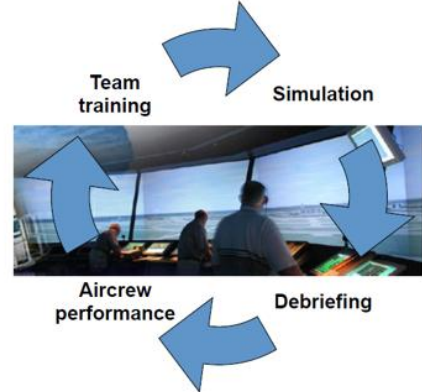 Team
training
Simulation
Aircrew
performance
Debriefing